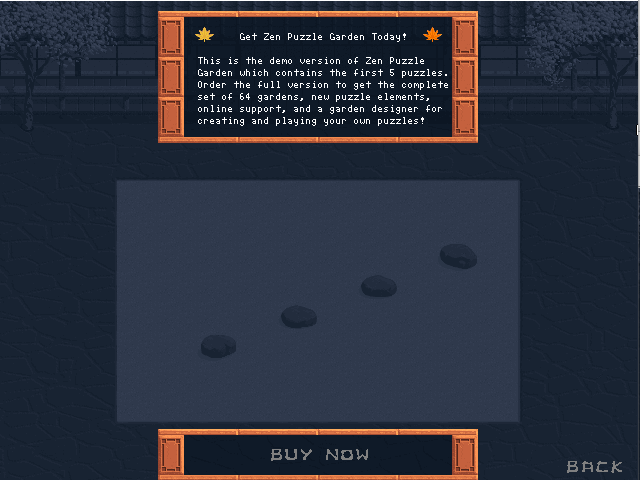 Get Zen Puzzle Garden Today!
This is the demo version of Zen Puzzle
Garden which contains the first 5 puzzles.
Order the full version to get the complete
set of 64 gardens, new puzzle elements,
online support, and a garden designer for
creating and playing your own puzzles!
BUY NOW
BACK